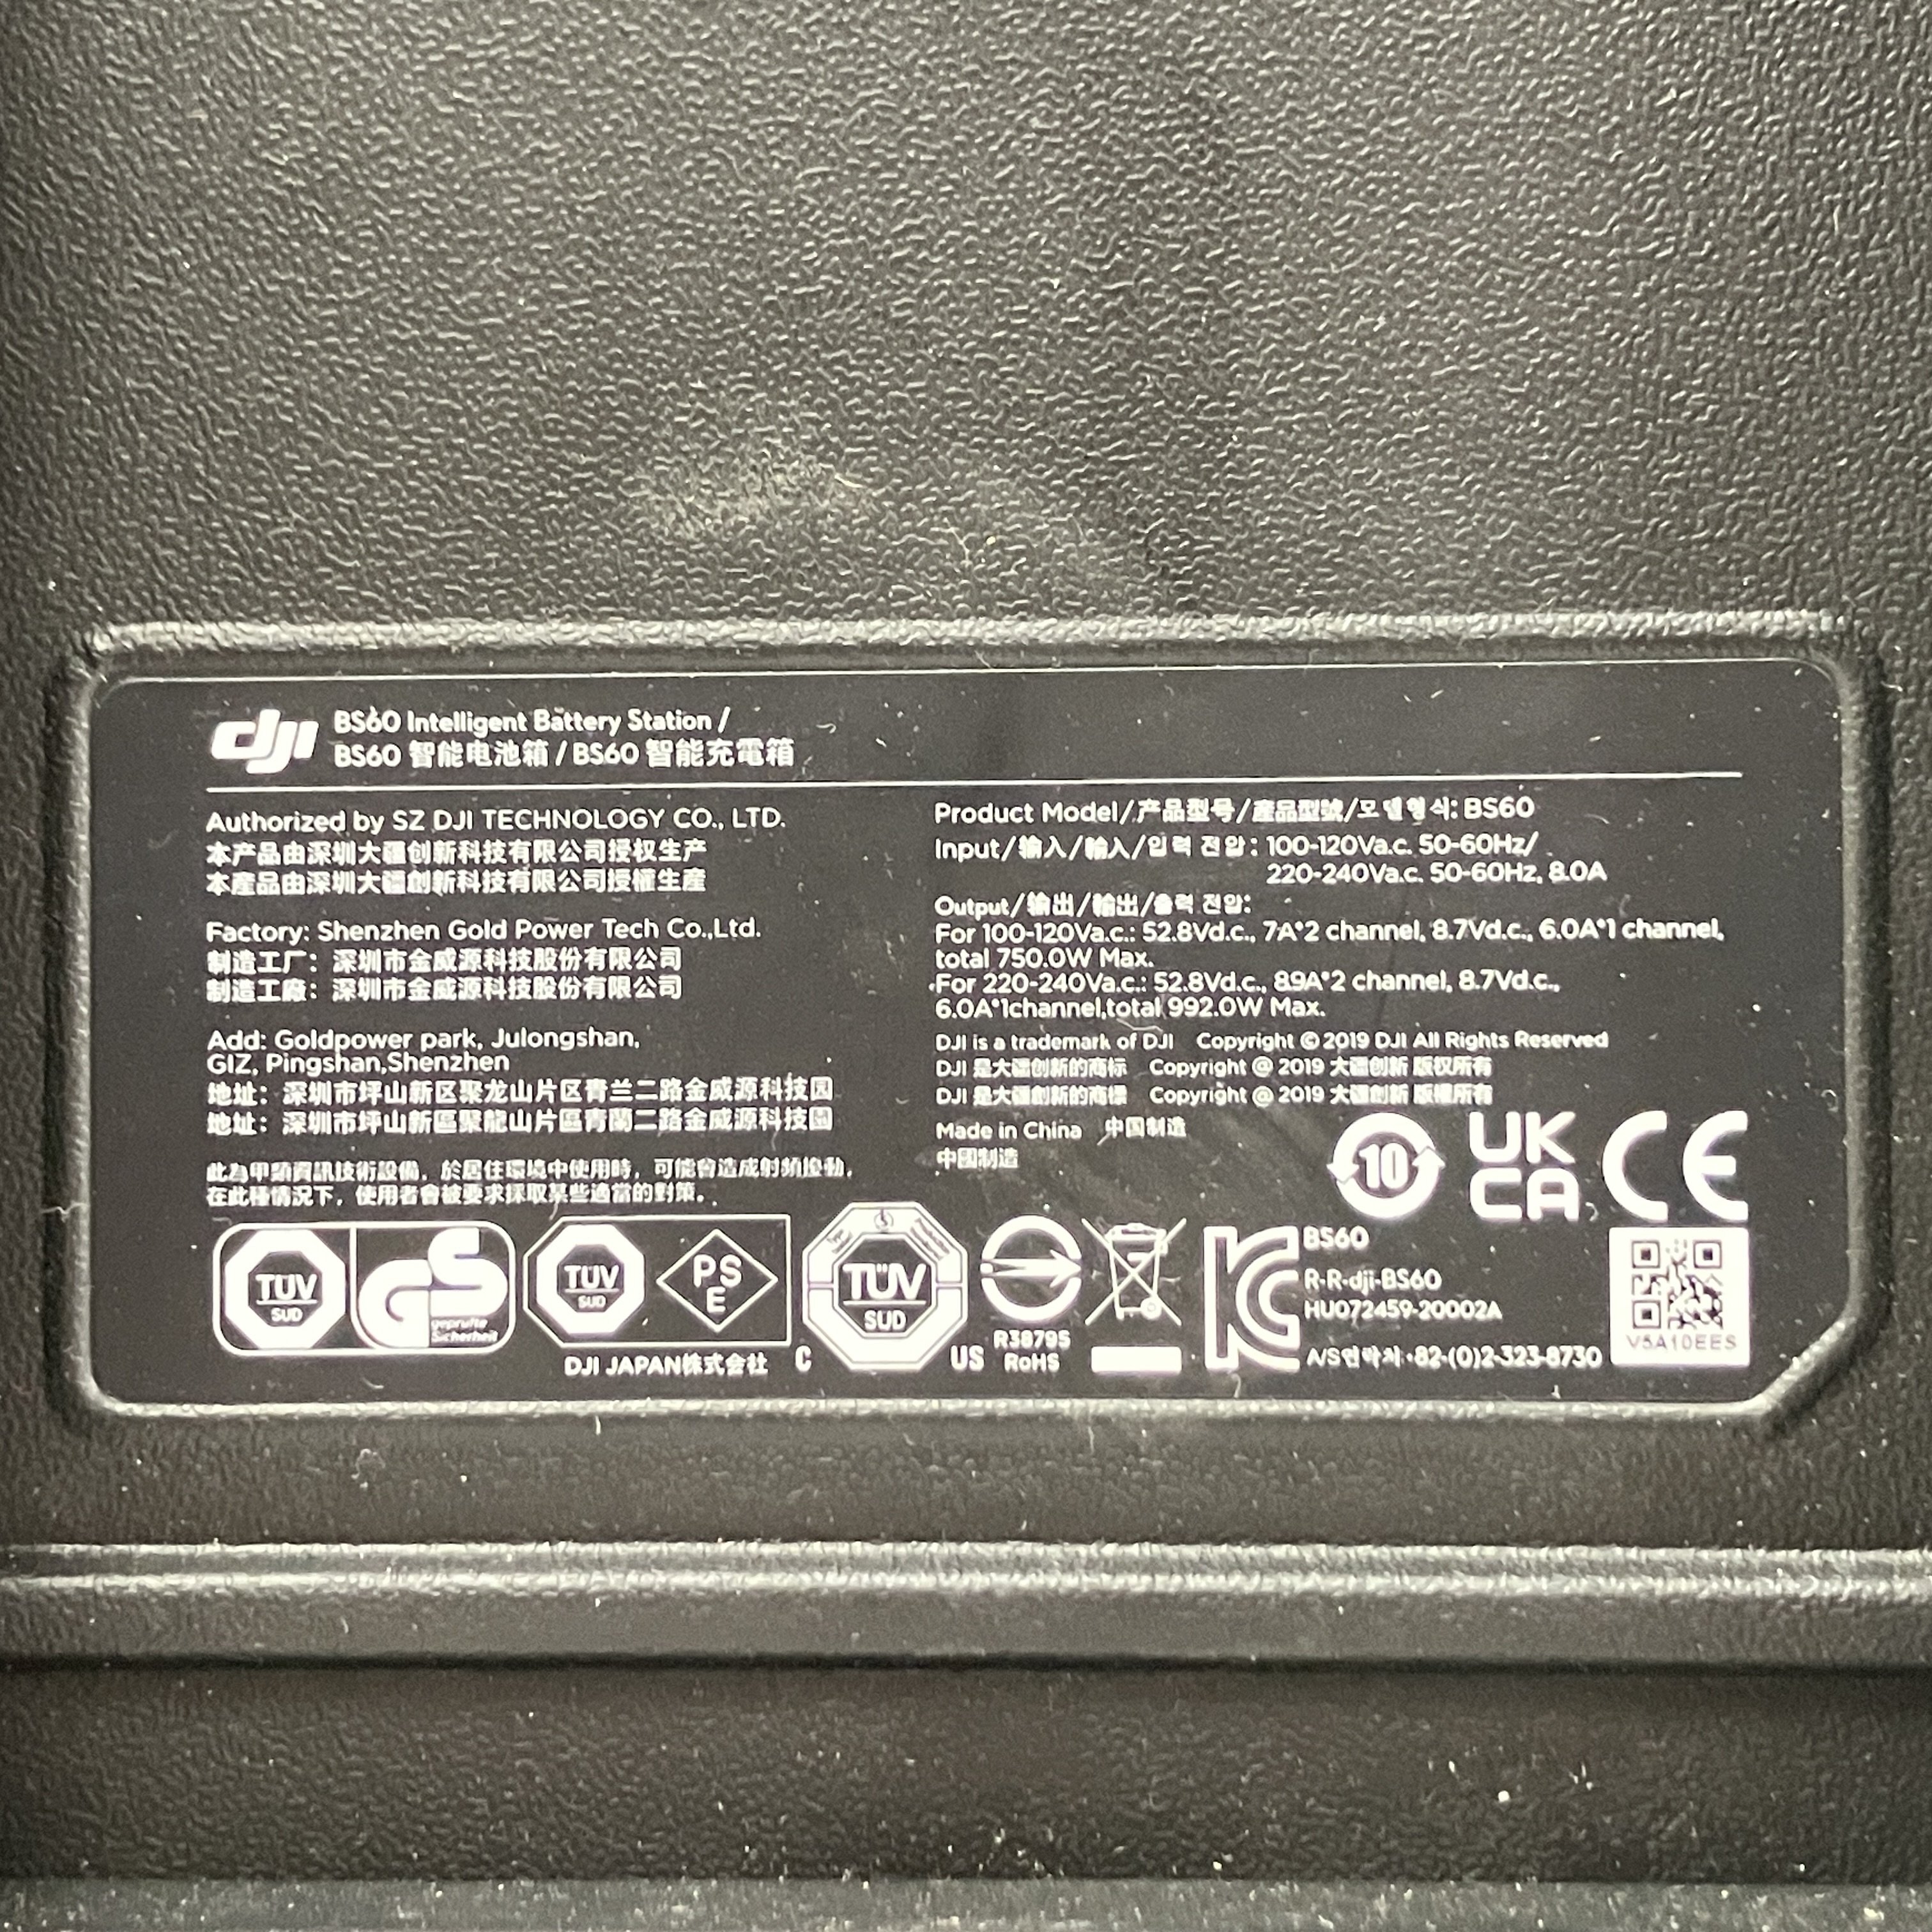 dji
BS60 Intelligent Battery Station /
BS60 智能电池箱 / BS60 智能充電箱
Authorized by SZ DJI TECHNOLOGY CO., LTD.
本产品由深圳大疆创新科技有限公司授权生产
本產品由深圳大疆創新科技有限公司授權生產
Factory: Shenzhen Gold Power Tech Co.,Ltd.
制造工厂：深圳市金威源科技股份有限公司
制造工廠：深圳市金威源科技股份有限公司
Add: Goldpower park, Julongshan,
GIZ, Pingshan,Shenzhen
地址：深圳市坪山新区聚龙山片区青兰二路金威源科技园
地址：深圳市坪山新區聚龍山片區青蘭二路金威源科技園
此為甲類資訊技術設備，於居住環境中使用時，可能會造成射頻擾動，
在此種情況下，使用者會被要求採取某些適當的對策。
Product Model/产品型号/產品型號/모델형식: BS60
Input/输入/輸入/입력 전압: 100-120Va.c. 50-60Hz/
220-240Va.c. 50-60Hz, 8.0A
Output/输出/輸出/출력 전압:
For 100-120Va.c.: 52.8Vd.c., 7A*2 channel, 8.7Vd.c., 6.0A*1 channel,
total 750.0W Max.
For 220-240Va.c.: 52.8Vd.c., 8.9A*2 channel, 8.7Vd.c.,
6.0A*1channel,total 992.0W Max.
DJI is a trademark of DJI Copyright © 2019 DJI All Rights Reserved
DJI 是大疆创新的商标 Copyright @ 2019 大疆创新 版权所有
DJI 是大疆創新的商標 Copyright @ 2019 大疆創新 版權所有
Made in China 中国制造
中國制造
10
UK
CA
CE
TÜV
SÜD
GS
geprüfte
Sicherheit
TÜV
SÜD
PS
E
DJI JAPAN株式会社
C
TÜV
SÜD
US
R38795
RoHS
BS60
R-R-dji-BS60
HU072459-20002A
A/S연락처:+82-(0)2-323-8730
V5A10EES